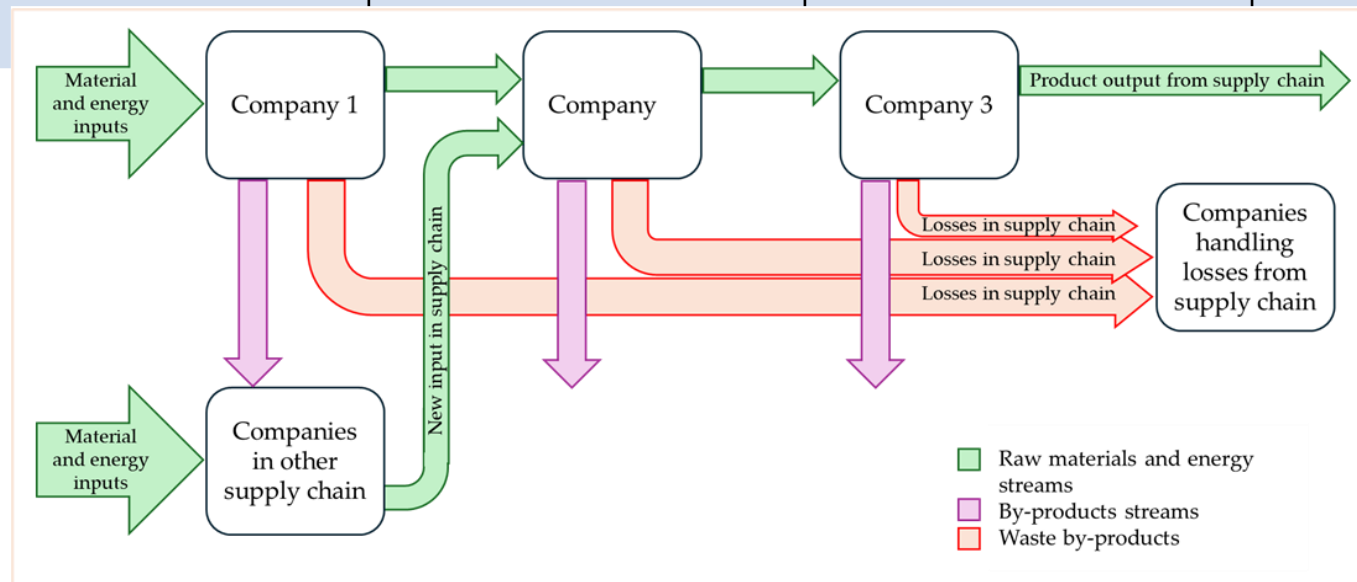 Material
and energy
inputs
Company 1
Company
Company 3
Product output from supply chain
Losses in supply chain
Losses in supply chain
Losses in supply chain
Companies
handling
losses from
supply chain
New input in supply chain
Material
and energy
inputs
Companies
in other
supply chain
Raw materials and energy
streams
By-products streams
Waste by-products